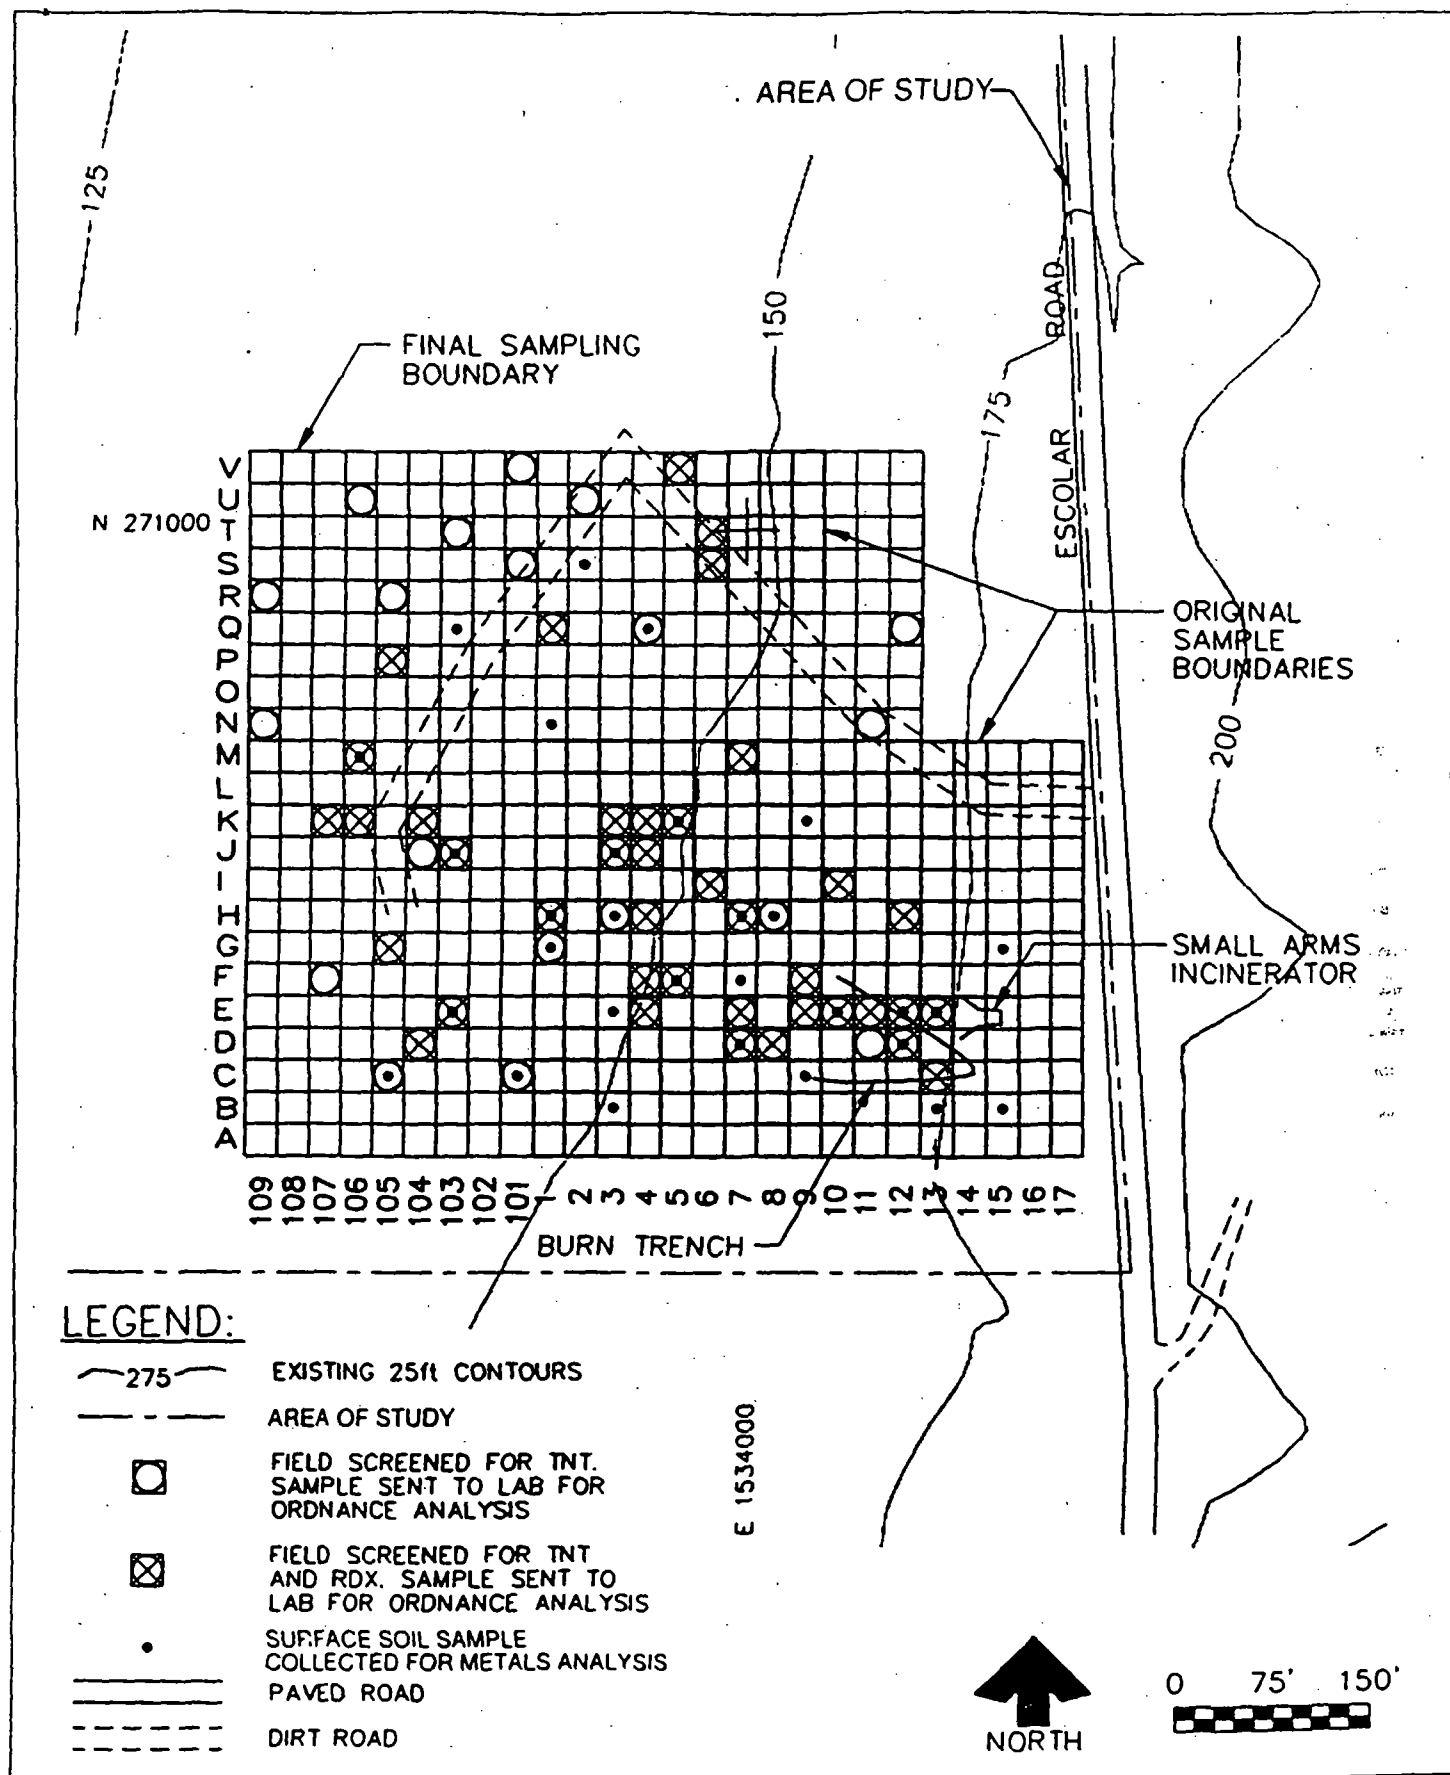 AREA OF STUDY
125
150
ROAD
FINAL SAMPLING
BOUNDARY
175
ESCOLAR
V
U
N 271000
T
S
R
Q
P
O
N
M
L
K
J
I
H
G
F
E
D
C
B
A
ORIGINAL
SAMPLE
BOUNDARIES
200
SMALL ARMS
INCINERATOR
109 108 107 106 105 104 103 102 101 1 2 3 4 5 6 7 8 9 10 11 12 13 14 15 16 17
BURN TRENCH
LEGEND:
275
EXISTING 25ft CONTOURS
AREA OF STUDY
FIELD SCREENED FOR TNT.
SAMPLE SENT TO LAB FOR
ORDNANCE ANALYSIS
FIELD SCREENED FOR TNT
AND RDX. SAMPLE SENT TO
LAB FOR ORDNANCE ANALYSIS
SURFACE SOIL SAMPLE
COLLECTED FOR METALS ANALYSIS
PAVED ROAD
DIRT ROAD
E 1534000
NORTH
0 75' 150'